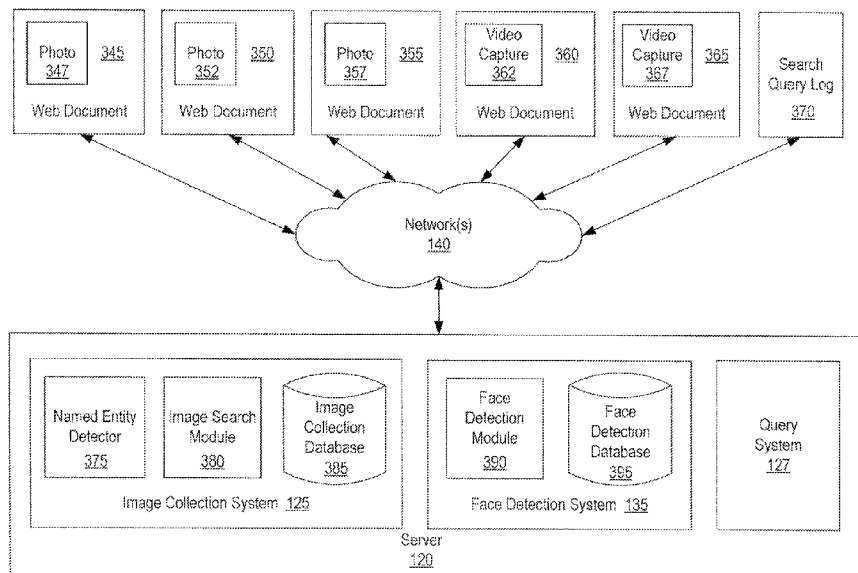 Photo
347
345
Web Document
Photo
352
350
Web Document
Photo
357
355
Web Document
Video
Capture
362
360
Web Document
Video
Capture
367
365
Web Document
Search
Query Log
370
Network(s)
140
Named Entity
Detector
375
Image Search
Module
380
Image
Collection
Database
385
Image Collection System 125
Face
Detection
Module
390
Face
Detection
Database
395
Face Detection System 135
Query
System
127
Server
120